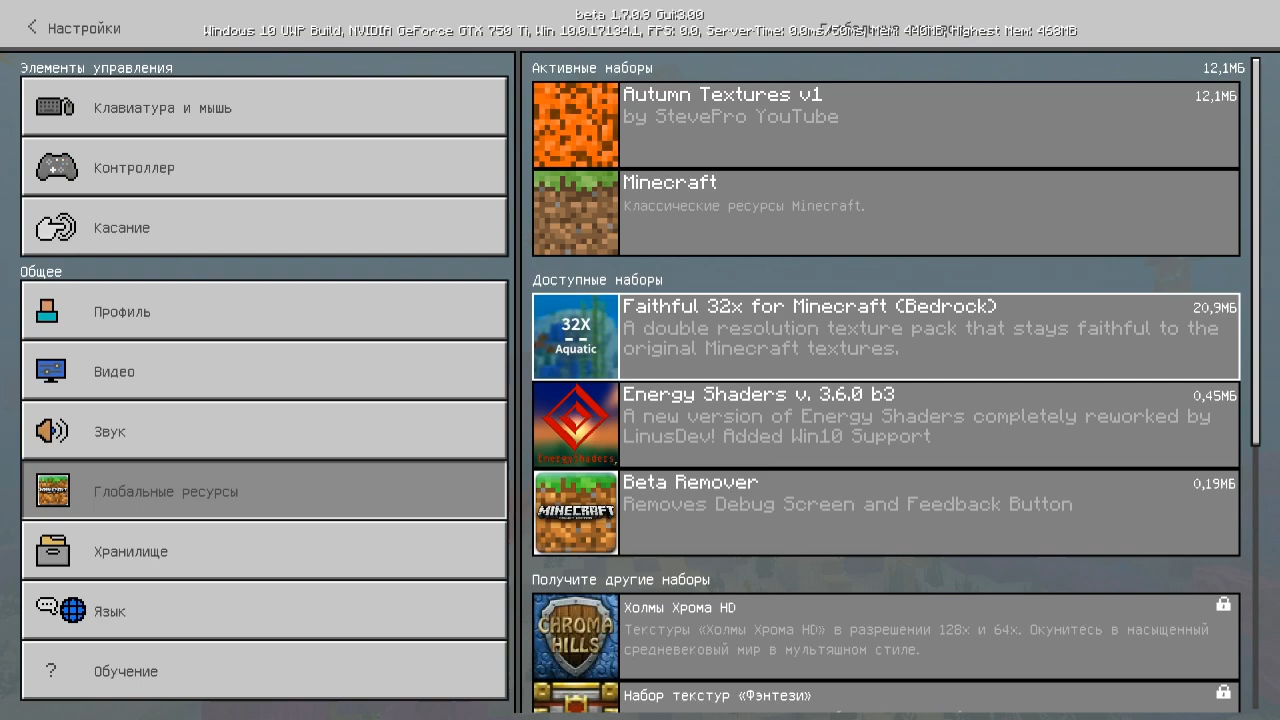 beta 1.7.0.9 Gui:3.00
Настройки
Windows 10 UWP Build, NVIDIA GeForce GTX 750 Ti, Win 10.0.17134.1, FPS: 0.0, ServerTime: 0.0ms/50ms, Mem: 440MB, Highest Mem: 468MB
Элементы управления
Клавиатура и мышь
Контроллер
Касание
Общее
Профиль
Видео
Звук
Глобальные ресурсы
Хранилище
Язык
Обучение
Активные наборы 12,1МБ
Autumn Textures v1 12,1МБ
by StevePro YouTube
Minecraft
Классические ресурсы Minecraft.
Доступные наборы
32X
Aquatic
Faithful 32x for Minecraft (Bedrock) 20,9МБ
A double resolution texture pack that stays faithful to the
original Minecraft textures.
EnergyShaders,
Energy Shaders v. 3.6.0 b3 0,45МБ
A new version of Energy Shaders completely reworked by
LinusDev! Added Win10 Support
MINECRAFT
Beta Remover 0,19МБ
Removes Debug Screen and Feedback Button
Получите другие наборы
CHROMA
HILLS
Холмы Хрома HD
Текстуры «Холмы Хрома HD» в разрешении 128x и 64x. Окунитесь в насыщенный
средневековый мир в мультяшном стиле.
Набор текстур «Фэнтези»